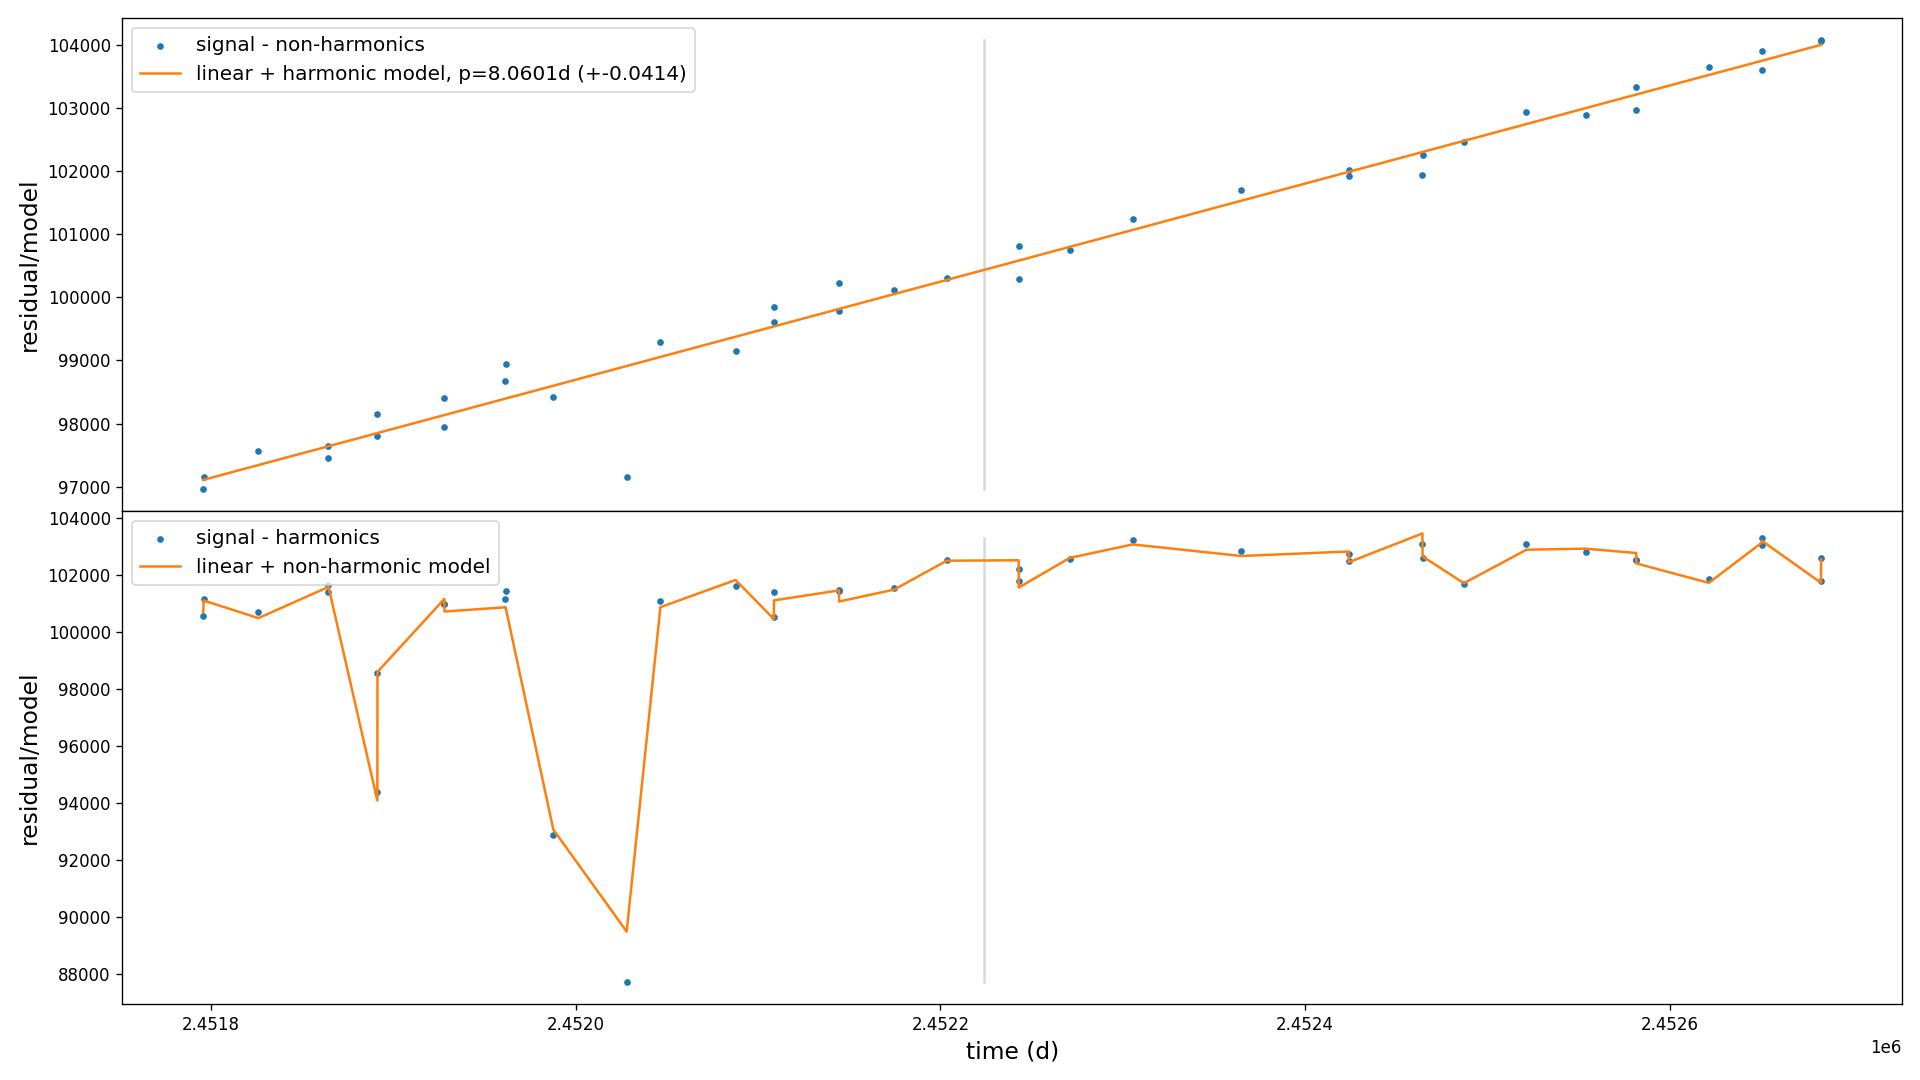 signal - non-harmonics
linear + harmonic model, p=8.0601d (+-0.0414)
104000
103000
102000
101000
100000
99000
98000
97000
residual/model
signal - harmonics
linear + non-harmonic model
104000
102000
100000
98000
96000
94000
92000
90000
88000
residual/model
2.4518
2.4520
2.4522
2.4524
2.4526
1e6
time (d)